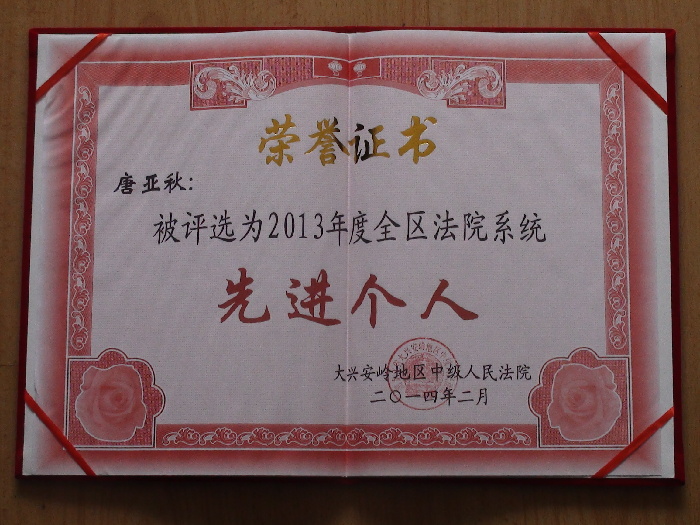 荣誉证书
唐亚秋:
被评选为2013年度全区法院系统
先进个人
大兴安岭地区中级人民法院
二〇一四年二月